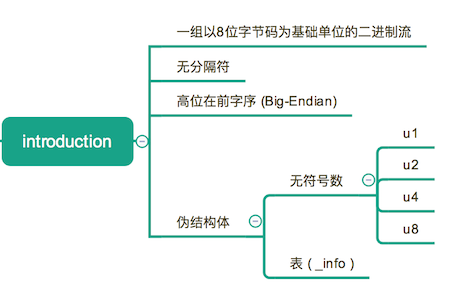 一组以8位字节码为基础单位的二进制流
无分隔符
高位在前字序 (Big-Endian)
introduction
伪结构体
无符号数
u1
u2
u4
u8
表 ( _info )